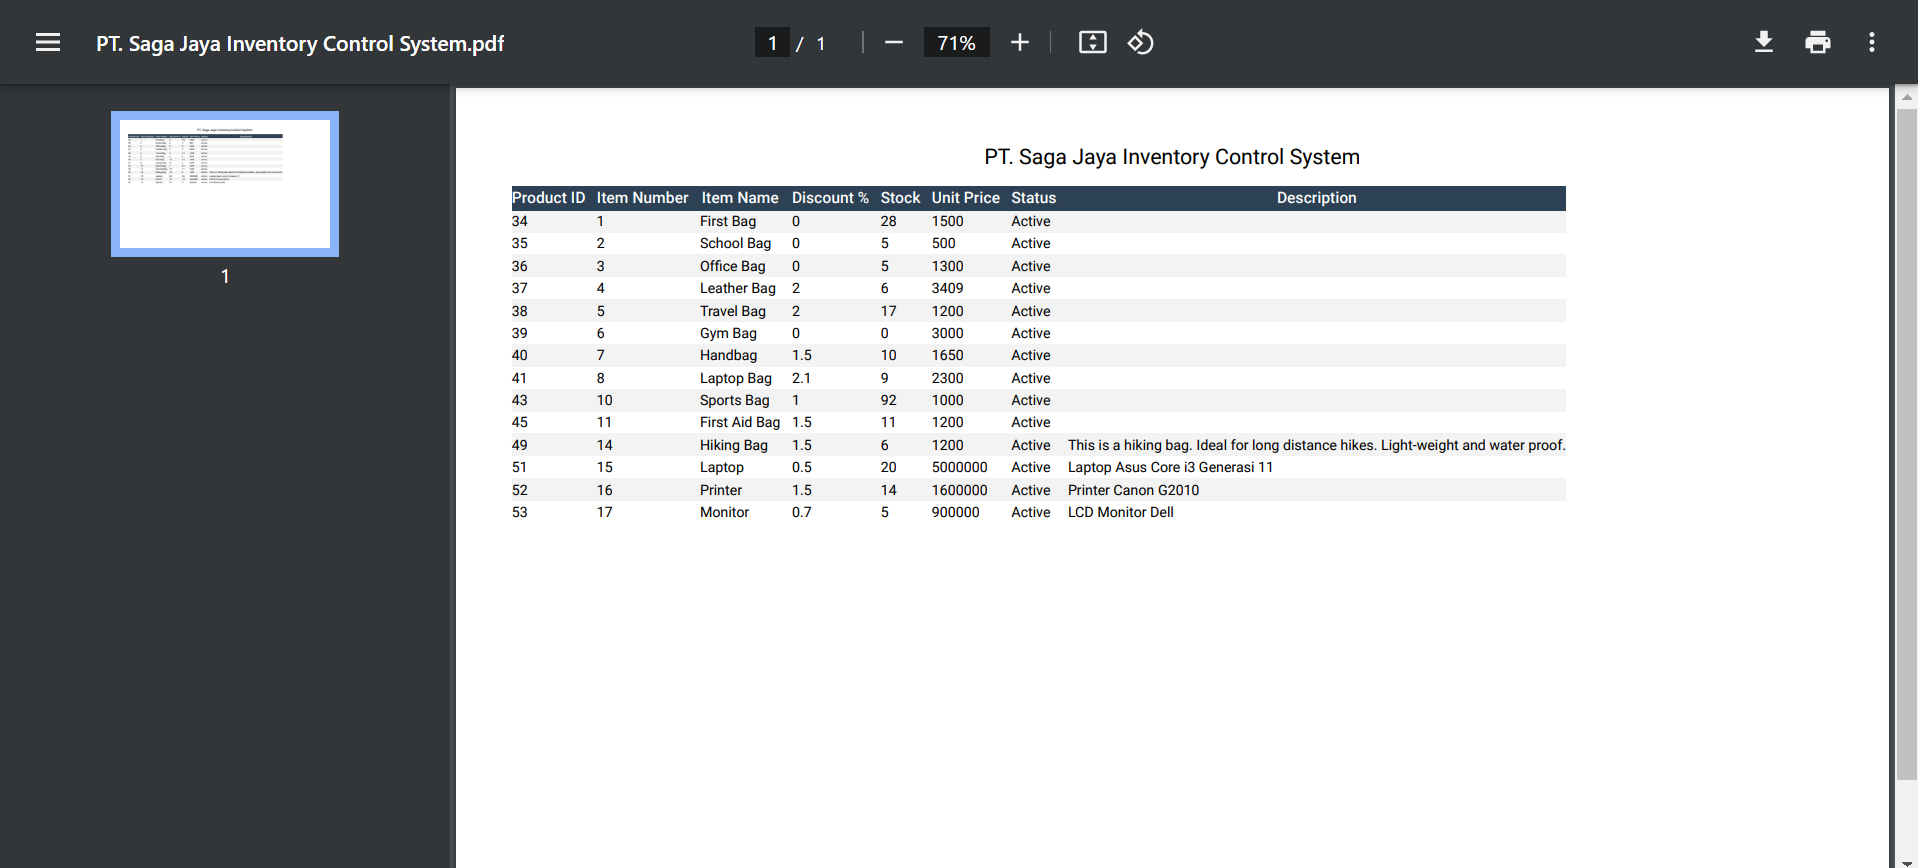 PT. Saga Jaya Inventory Control System.pdf
1 / 1
71%
1
PT. Saga Jaya Inventory Control System
Product ID Item Number Item Name Discount % Stock Unit Price Status Description
34 1 First Bag 0 28 1500 Active
35 2 School Bag 0 5 500 Active
36 3 Office Bag 0 5 1300 Active
37 4 Leather Bag 2 6 3409 Active
38 5 Travel Bag 2 17 1200 Active
39 6 Gym Bag 0 0 3000 Active
40 7 Handbag 1.5 10 1650 Active
41 8 Laptop Bag 2.1 9 2300 Active
43 10 Sports Bag 1 92 1000 Active
45 11 First Aid Bag 1.5 11 1200 Active
49 14 Hiking Bag 1.5 6 1200 Active This is a hiking bag. Ideal for long distance hikes. Light-weight and water proof.
51 15 Laptop 0.5 20 5000000 Active Laptop Asus Core i3 Generasi 11
52 16 Printer 1.5 14 1600000 Active Printer Canon G2010
53 17 Monitor 0.7 5 900000 Active LCD Monitor Dell